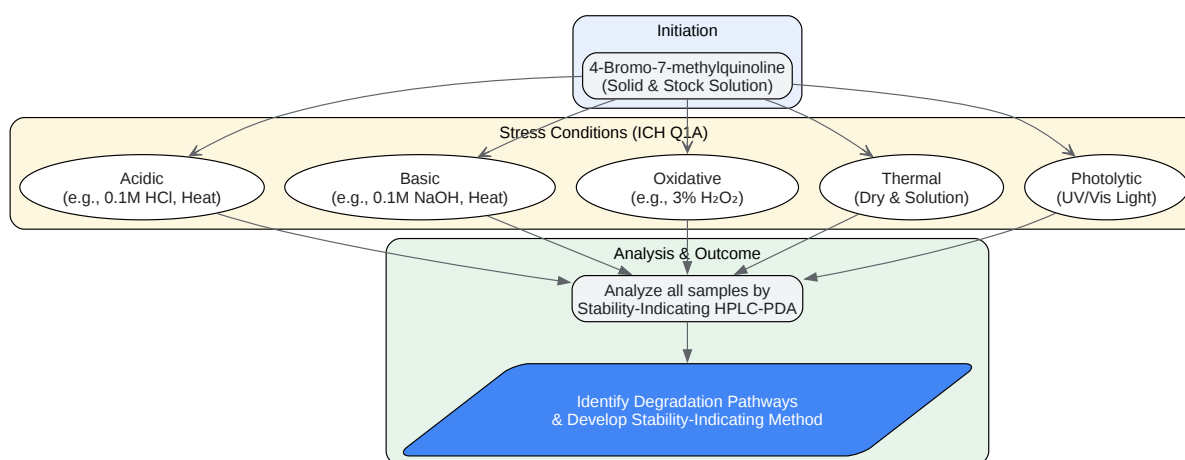 Initiation
4-Bromo-7-methylquinoline
(Solid & Stock Solution)
Stress Conditions (ICH Q1A)
Acidic
(e.g., 0.1M HCl, Heat)
Basic
(e.g., 0.1M NaOH, Heat)
Oxidative
(e.g., 3% H₂O₂)
Thermal
(Dry & Solution)
Photolytic
(UV/Vis Light)
Analysis & Outcome
Analyze all samples by
Stability-Indicating HPLC-PDA
Identify Degradation Pathways
& Develop Stability-Indicating Method